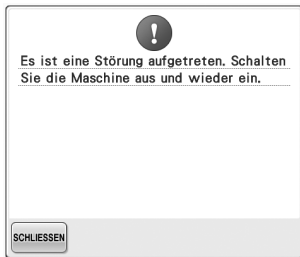 Es ist eine Störung aufgetreten. Schalten
Sie die Maschine aus und wieder ein.
SCHLIESSEN